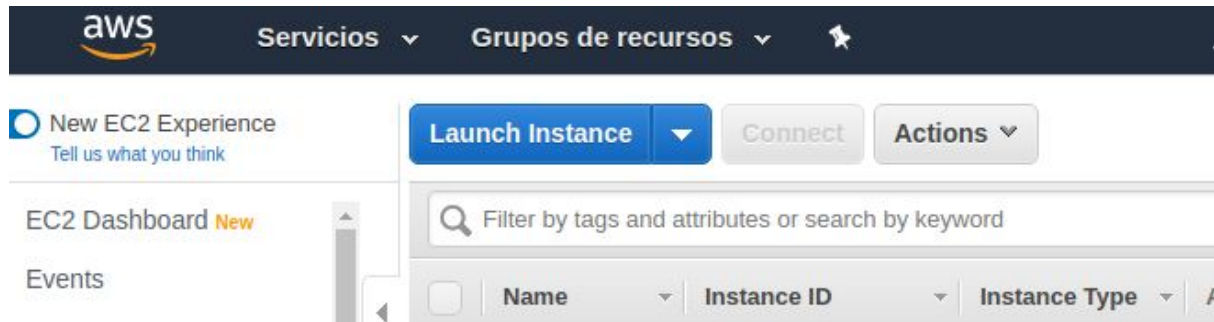 aws Servicios Grupos de recursos
New EC2 Experience
Tell us what you think
Launch Instance Connect Actions
EC2 Dashboard New
Filter by tags and attributes or search by keyword
Events
Name Instance ID Instance Type